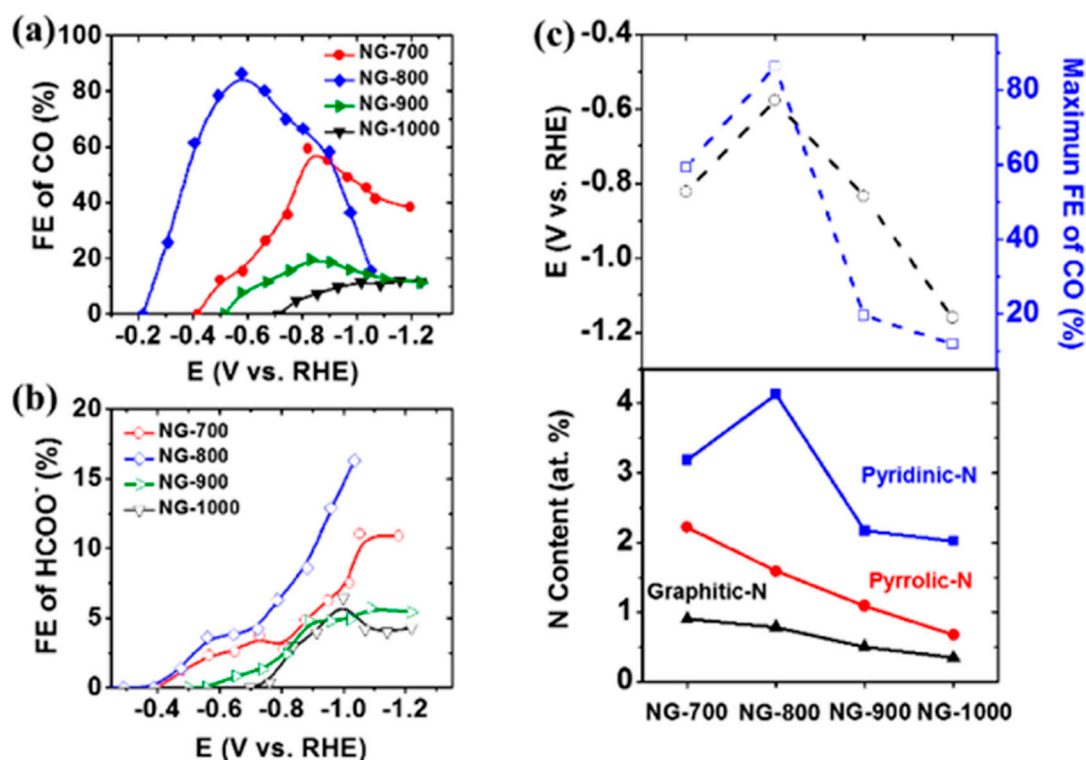 (a)
100
80
60
40
20
0
FE of CO (%)
NG-700
NG-800
NG-900
NG-1000
-0.2 -0.4 -0.6 -0.8 -1.0 -1.2
E (V vs. RHE)
(b)
20
15
10
5
0
FE of HCOO⁻ (%)
NG-700
NG-800
NG-900
NG-1000
-0.4 -0.6 -0.8 -1.0 -1.2
E (V vs. RHE)
(c)
-0.4
-0.6
-0.8
-1.0
-1.2
E (V vs. RHE)
80
60
40
20
Maximun FE of CO (%)
4
3
2
1
0
N Content (at. %)
Pyridinic-N
Pyrrolic-N
Graphitic-N
NG-700 NG-800 NG-900 NG-1000